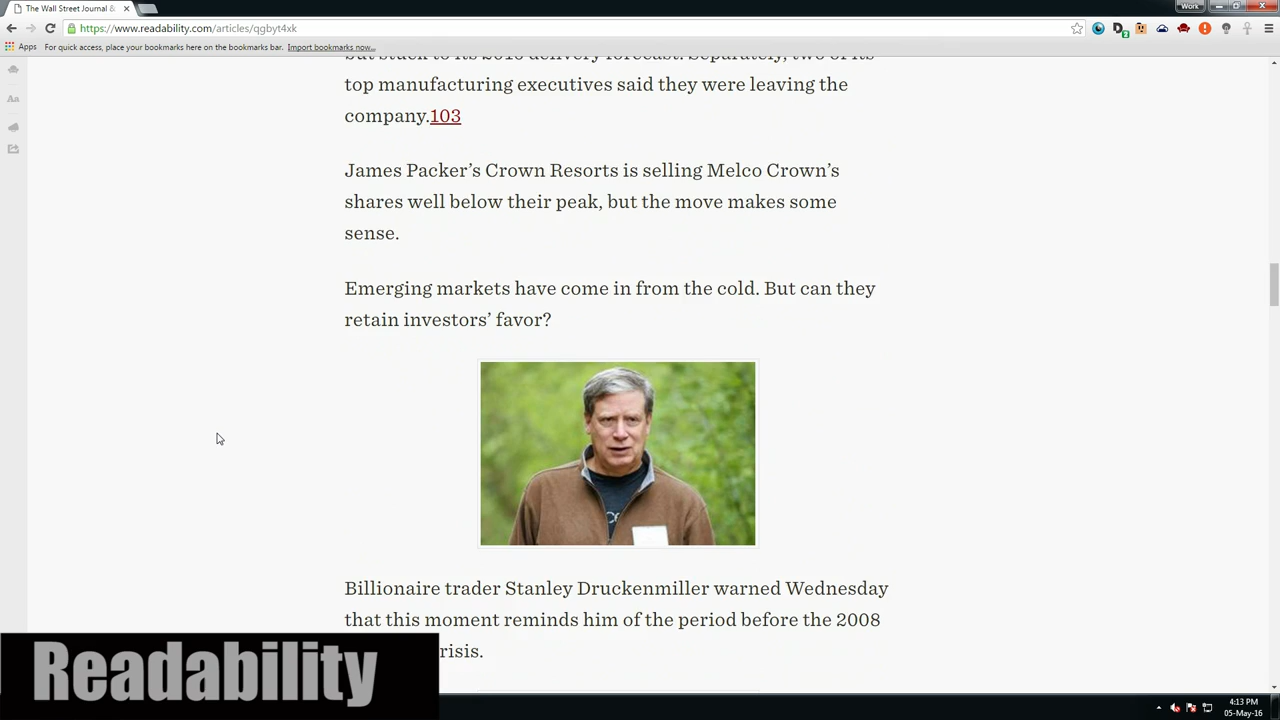 The Wall Street Journal &
Work
https://www.readability.com/articles/qgbyt4xk
Apps
For quick access, place your bookmarks here on the bookmarks bar. Import bookmarks now...
Aa
but stuck to its 2016 delivery forecast. Separately, two of its
top manufacturing executives said they were leaving the
company.103
James Packer’s Crown Resorts is selling Melco Crown’s
shares well below their peak, but the move makes some
sense.
Emerging markets have come in from the cold. But can they
retain investors’ favor?
Billionaire trader Stanley Druckenmiller warned Wednesday
that this moment reminds him of the period before the 2008
risis.
Readability
4:13 PM
05-May-16